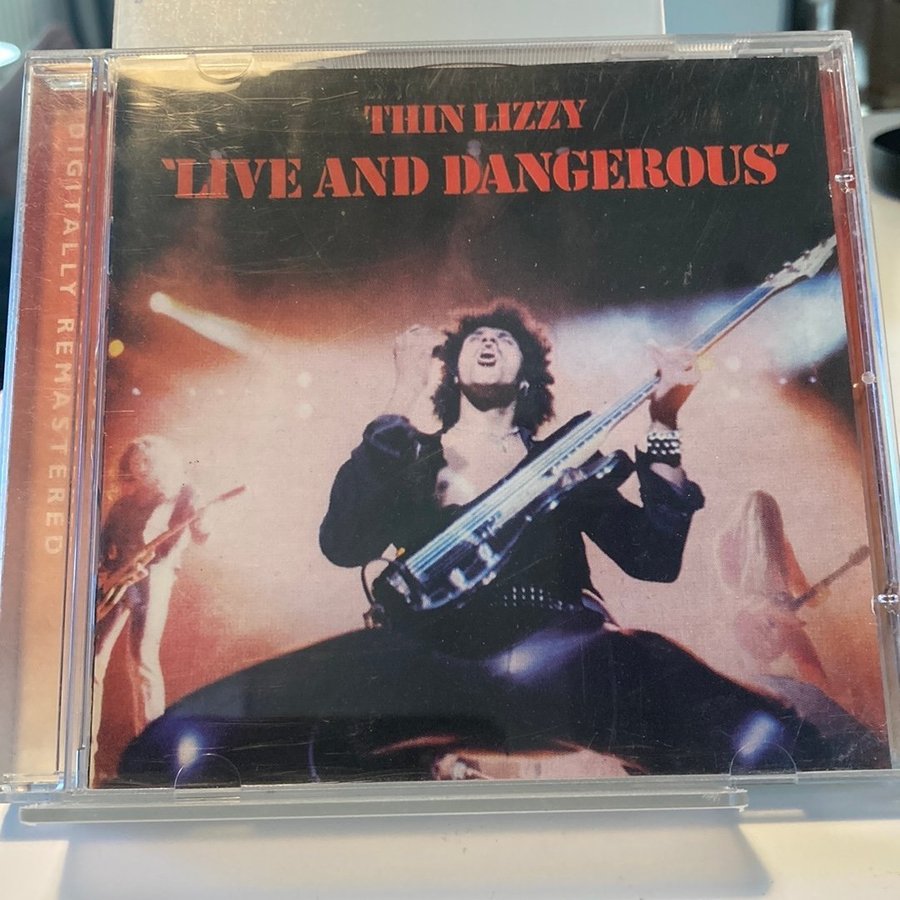 THIN LIZZY
'LIVE AND DANGEROUS'
DIGITALLY REMASTERED